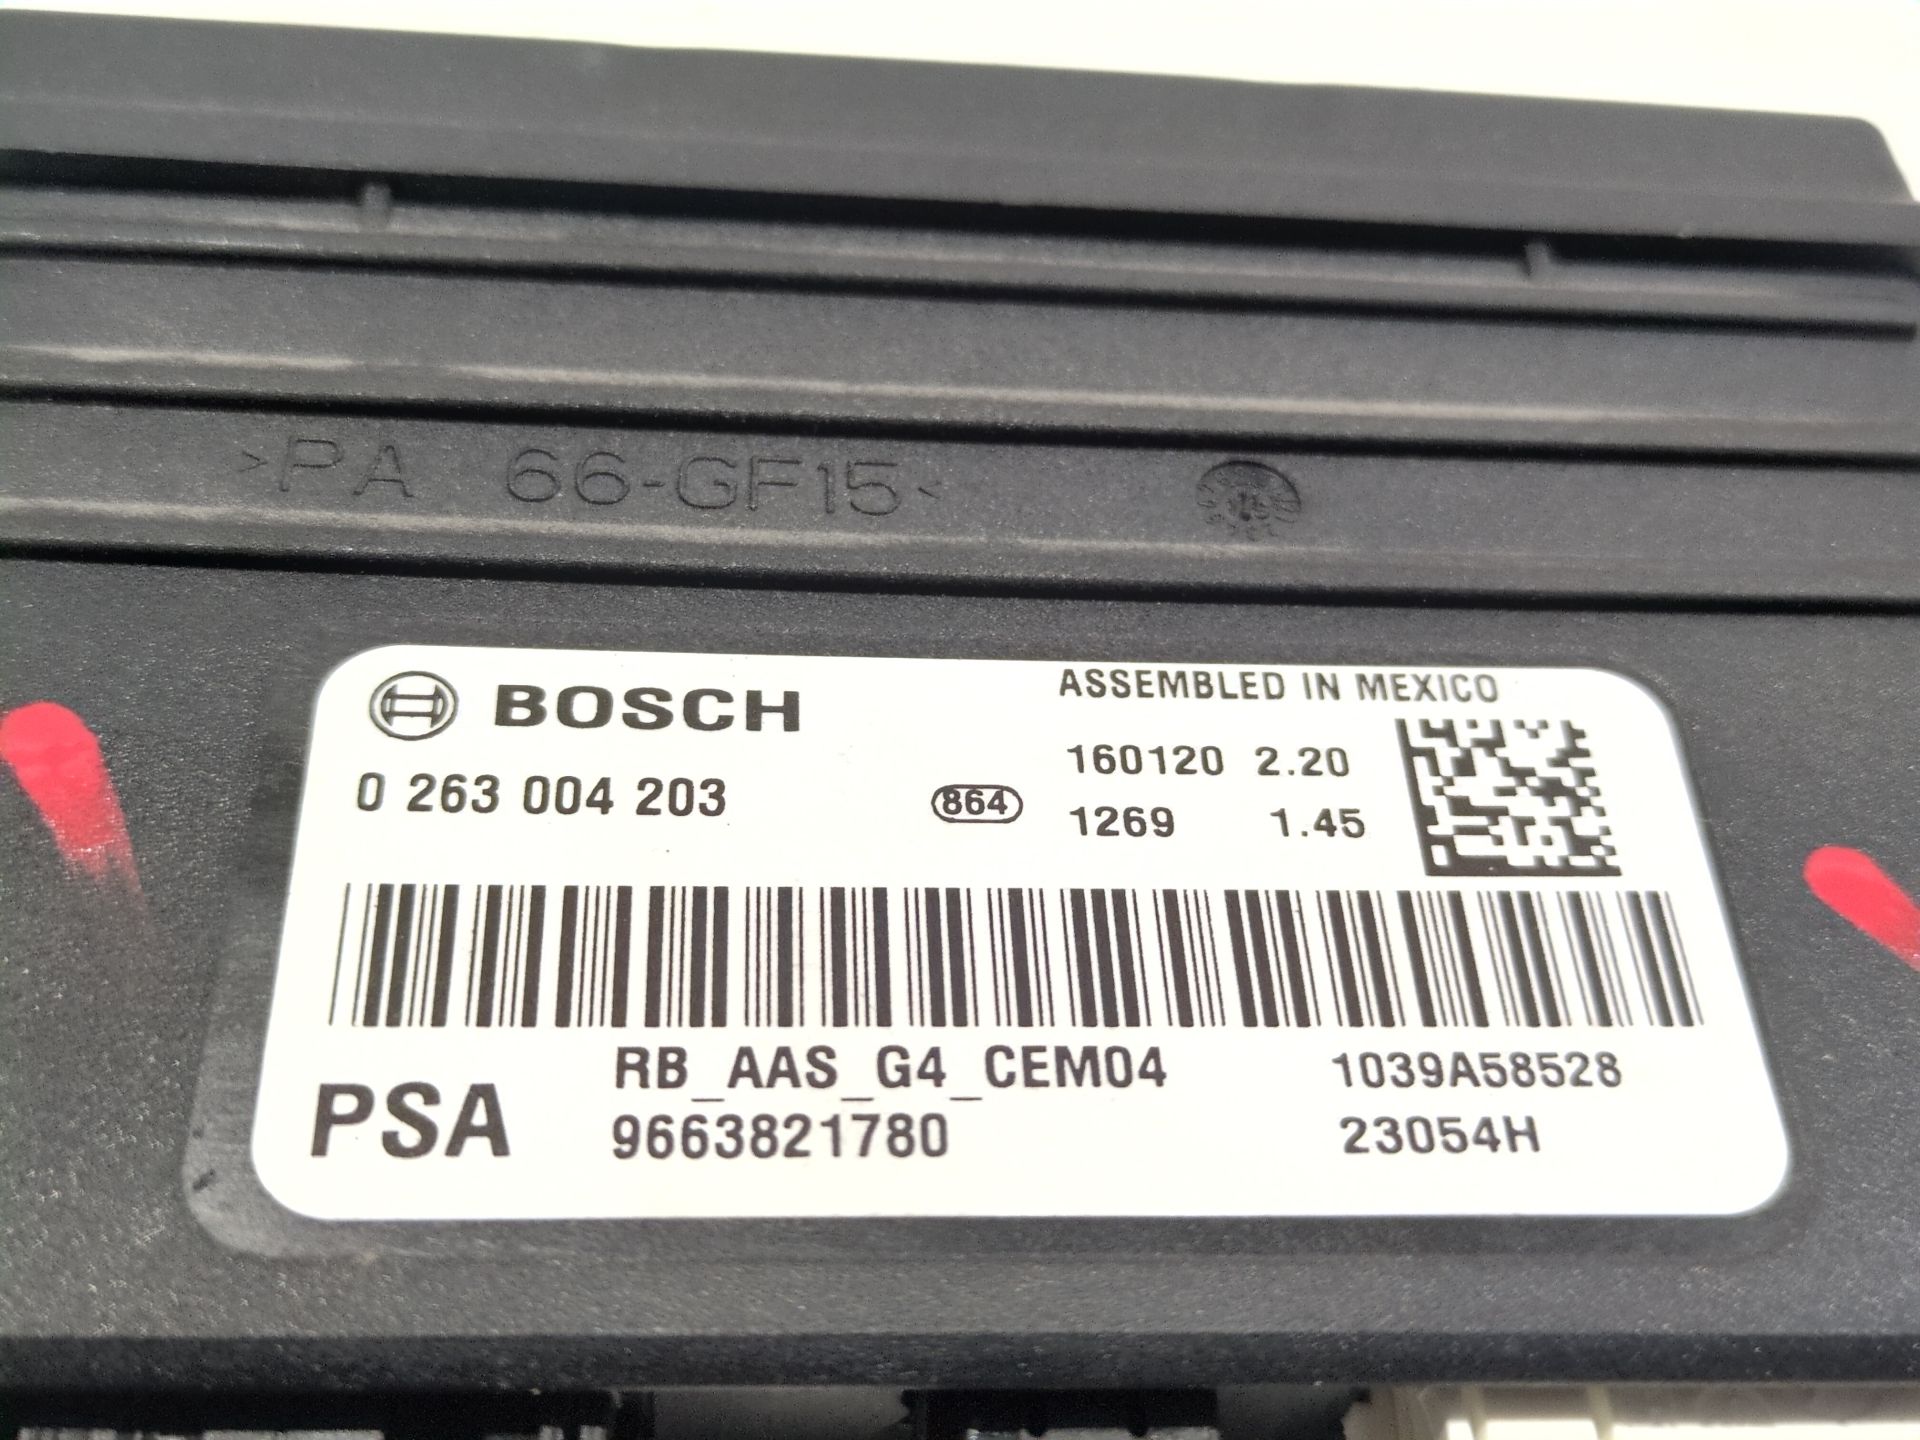 >PA 66-GF15<
BOSCH
ASSEMBLED IN MEXICO
0 263 004 203
864
160120 2.20
1269 1.45
PSA
RB_AAS_G4_CEM04
9663821780
1039A58528
23054H